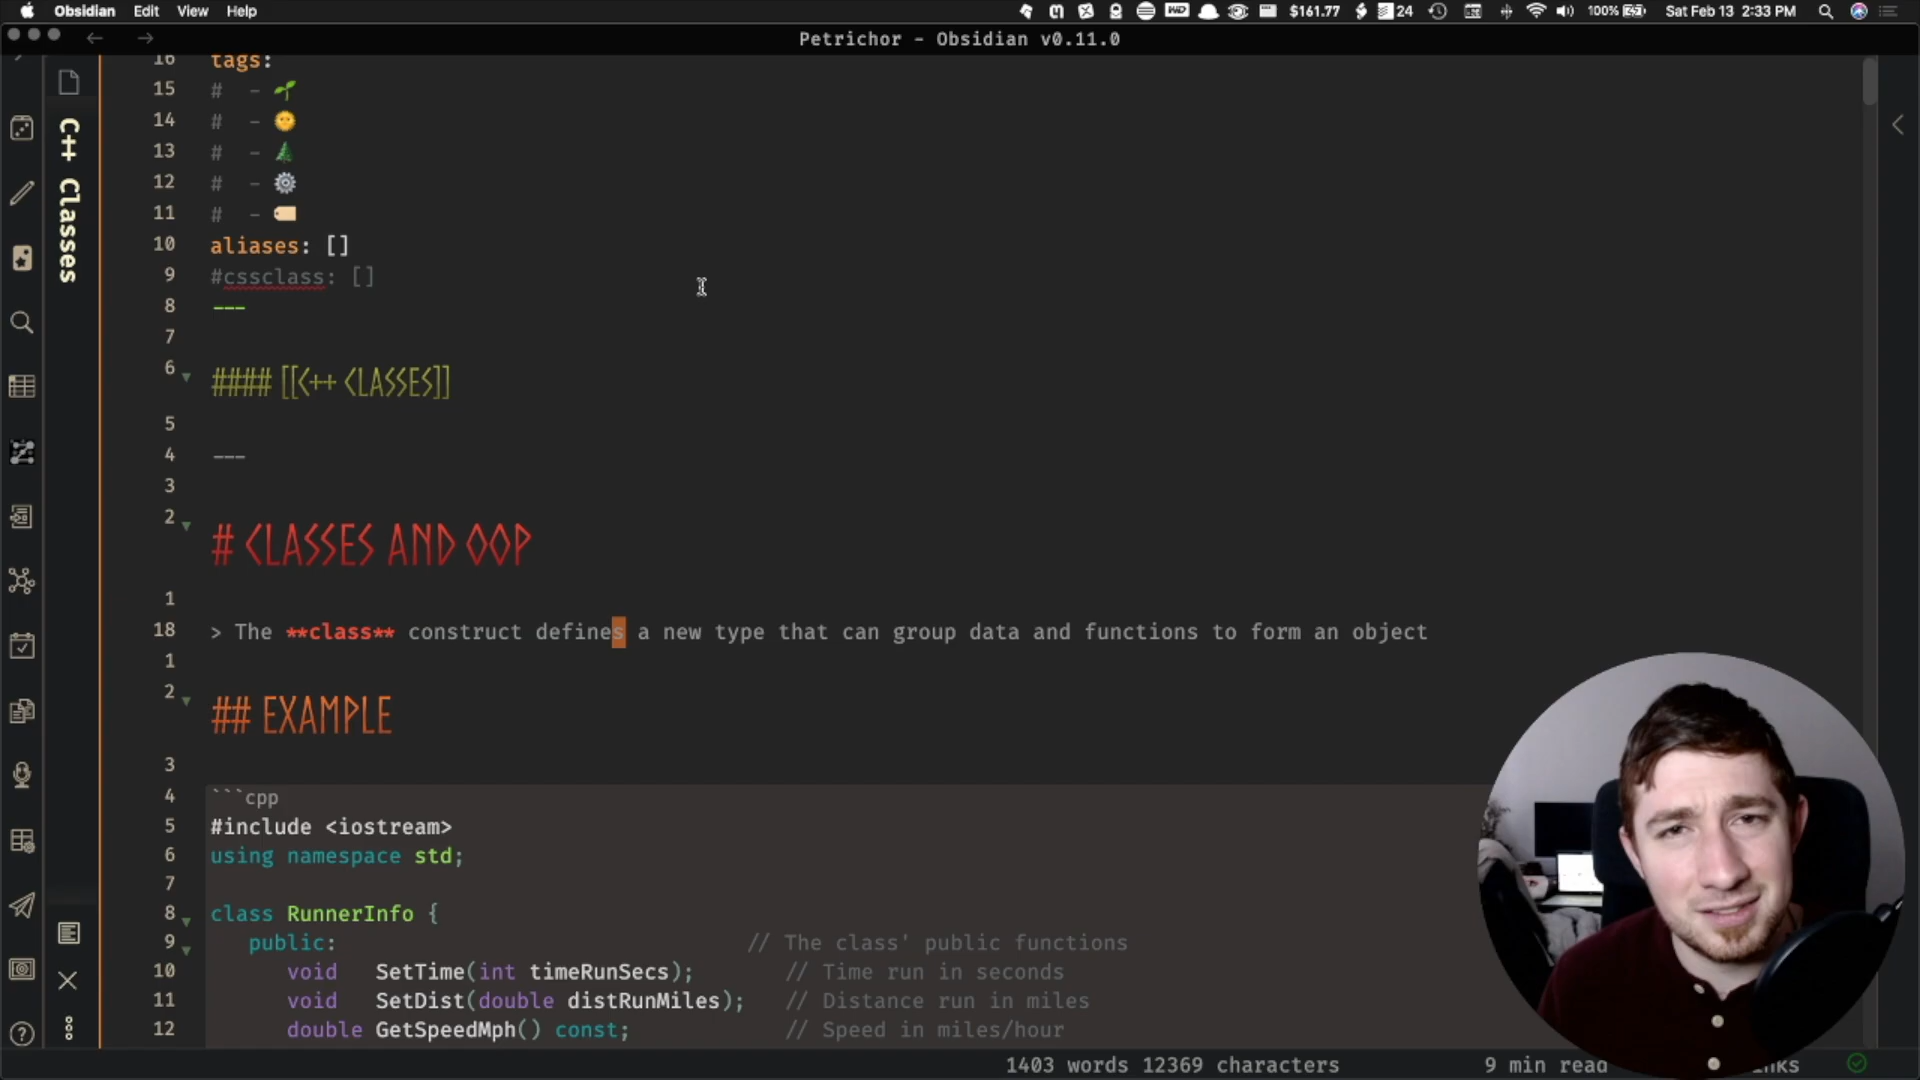 Obsidian Edit View Help $161.77 24 100% Sat Feb 13 2:33 PM
Petrichor - Obsidian v0.11.0
C++ Classes
16 tags:
15 # -
14 # -
13 # -
12 # -
11 # -
10 aliases: []
9 #cssclass: []
8 ---
7
6 #### [[C++ CLASSES]]
5
4 ---
3
2 # CLASSES AND OOP
1
18 > The **class** construct defines a new type that can group data and functions to form an object
1
2 ## EXAMPLE
3
4 ```cpp
5 #include <iostream>
6 using namespace std;
7
8 class RunnerInfo {
9 public: // The class' public functions
10 void SetTime(int timeRunSecs); // Time run in seconds
11 void SetDist(double distRunMiles); // Distance run in miles
12 double GetSpeedMph() const; // Speed in miles/hour
1403 words 12369 characters 9 min read